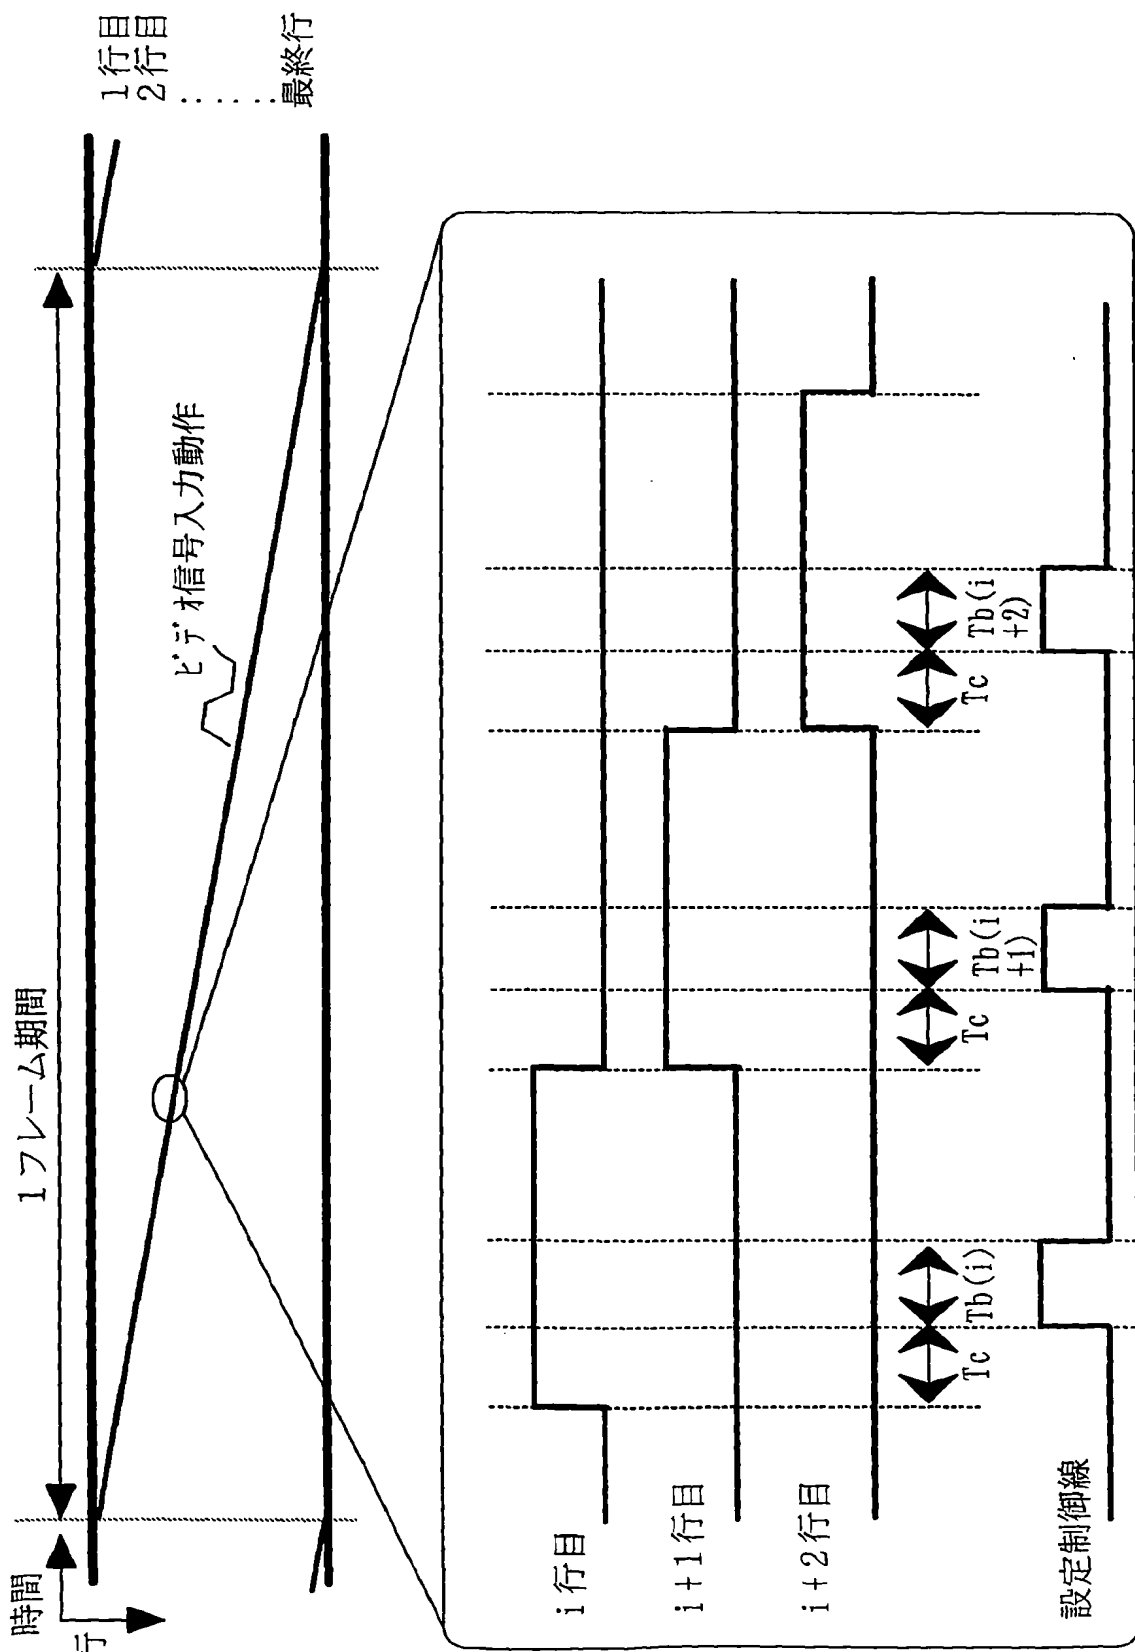 時間
行
1フレーム期間
1行目
2行目
......
最終行
ビデオ信号入力動作
i行目
i+1行目
i+2行目
Tc
Tb(i)
Tc
Tb(i
+1)
Tc
Tb(i
+2)
設定制御線